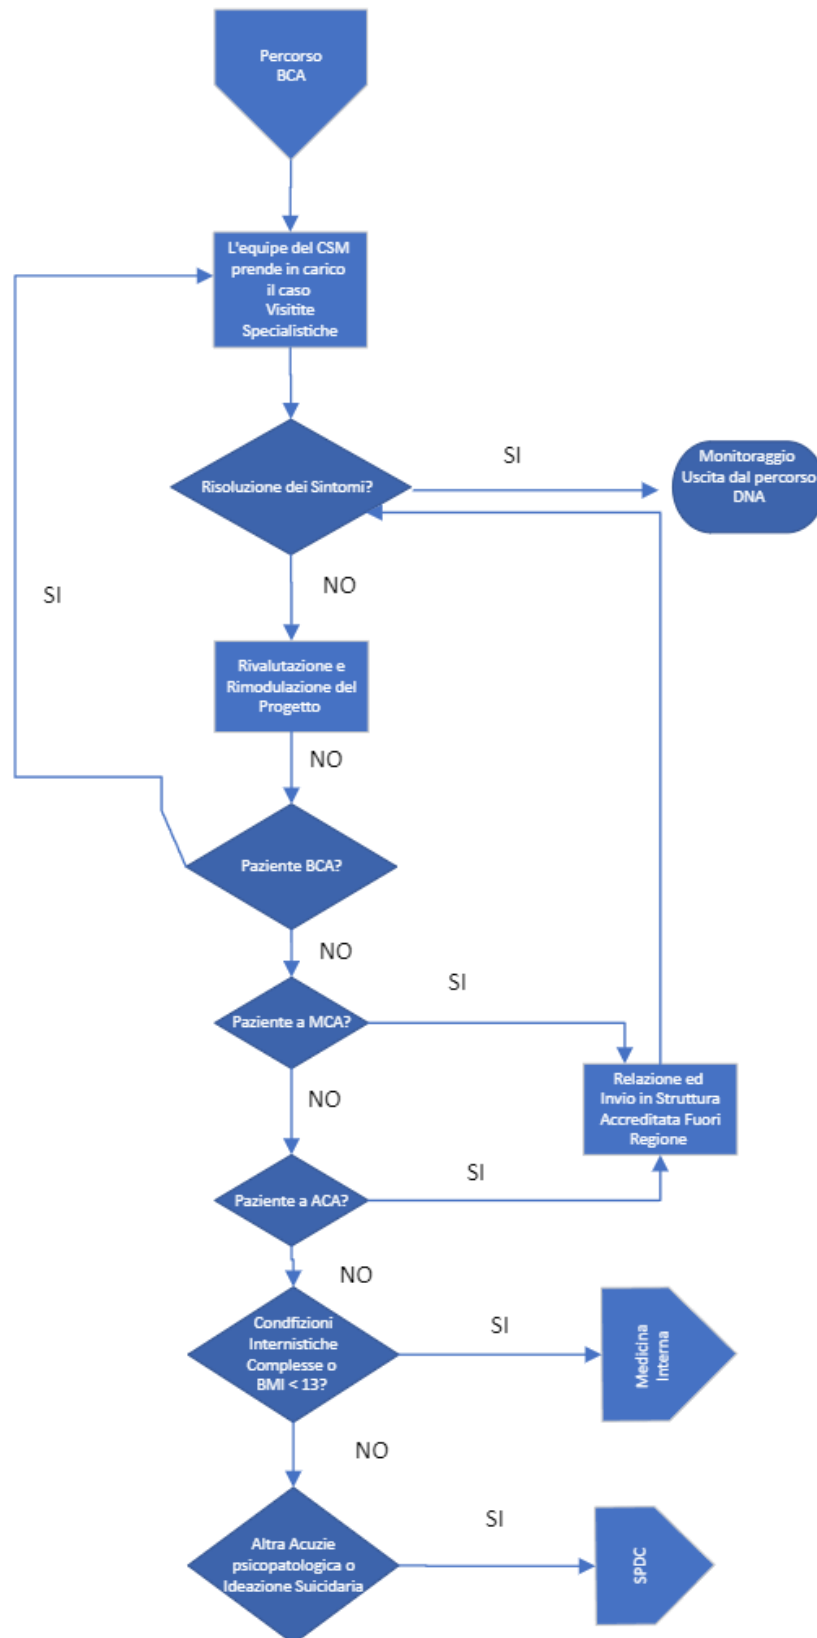 Percorso
BCA
L'equipe del CSM
prende in carico
il caso
Visitite
Specialistiche
Risoluzione dei Sintomi?
SI
Monitoraggio
Uscita dal percorso
DNA
NO
SI
Rivalutazione e
Rimodulazione del
Progetto
NO
Paziente BCA?
NO
Paziente a MCA?
SI
Relazione ed
Invio in Struttura
Accreditata Fuori
Regione
NO
Paziente a ACA?
SI
NO
Condfizioni
Internistiche
Complesse o
BMI < 13?
SI
Medicina
Interna
NO
Altra Acuzie
psicopatologica o
Ideazione Suicidaria
SI
SPDC